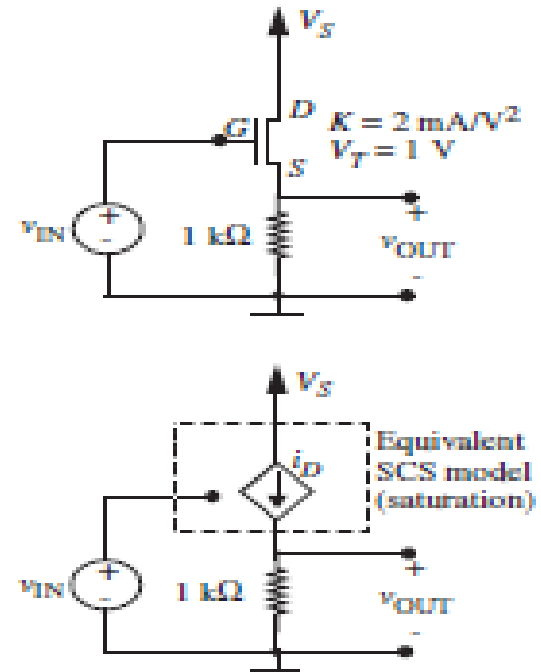 V_S
D
G
K = 2 mA/V²
V_T = 1 V
S
+
v_IN
-
1 kΩ
+
v_OUT
-
V_S
Equivalent
SCS model
(saturation)
i_D
+
v_IN
-
1 kΩ
+
v_OUT
-